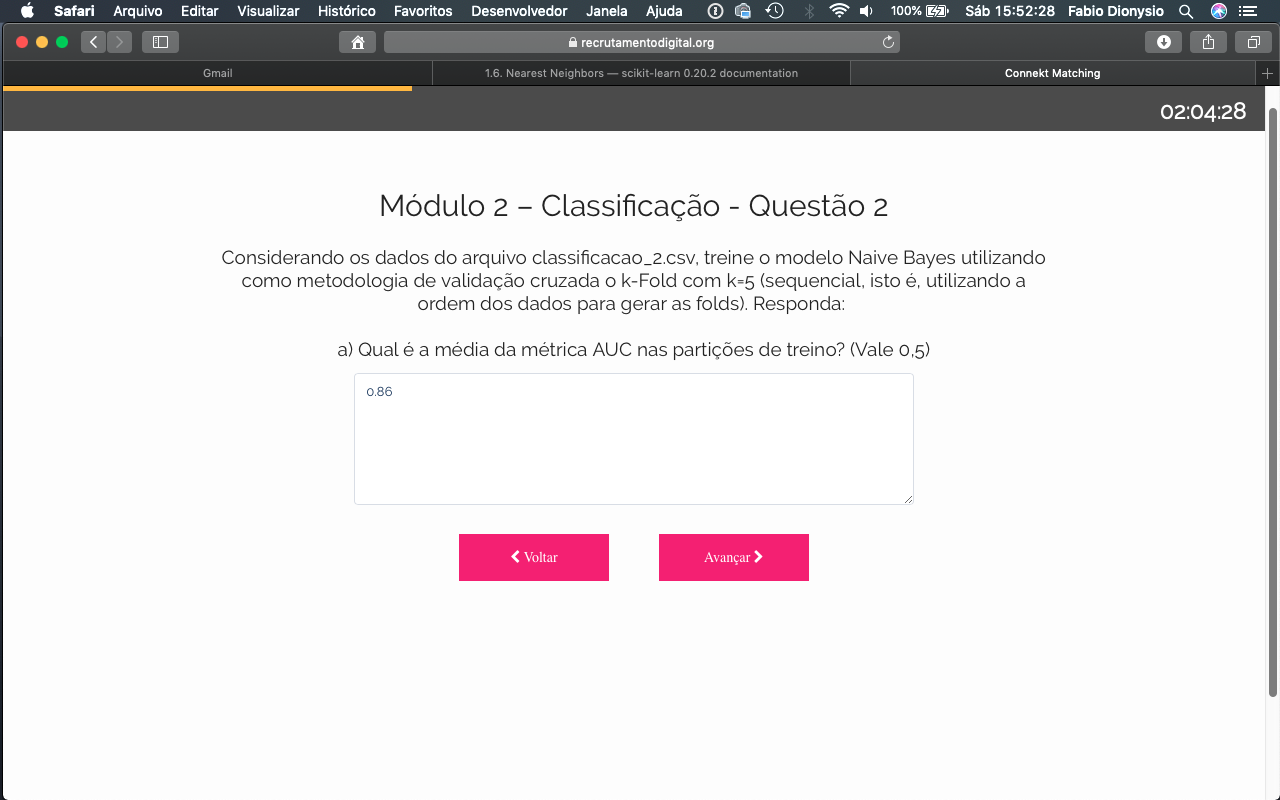 Safari Arquivo Editar Visualizar Histórico Favoritos Desenvolvedor Janela Ajuda 100% Sáb 15:52:28 Fabio Dionysio
recrutamentodigital.org
Gmail 1.6. Nearest Neighbors — scikit-learn 0.20.2 documentation Connekt Matching
02:04:28
Módulo 2 – Classificação - Questão 2
Considerando os dados do arquivo classificacao_2.csv, treine o modelo Naive Bayes utilizando
como metodologia de validação cruzada o k-Fold com k=5 (sequencial, isto é, utilizando a
ordem dos dados para gerar as folds). Responda:
a) Qual é a média da métrica AUC nas partições de treino? (Vale 0,5)
0.86
Voltar Avançar